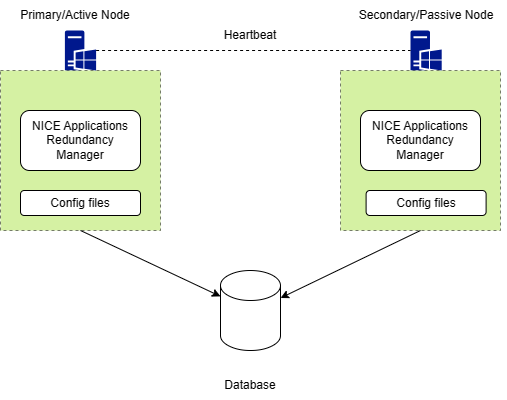 Primary/Active Node
Secondary/Passive Node
Heartbeat
NICE Applications
Redundancy
Manager
Config files
NICE Applications
Redundancy
Manager
Config files
Database